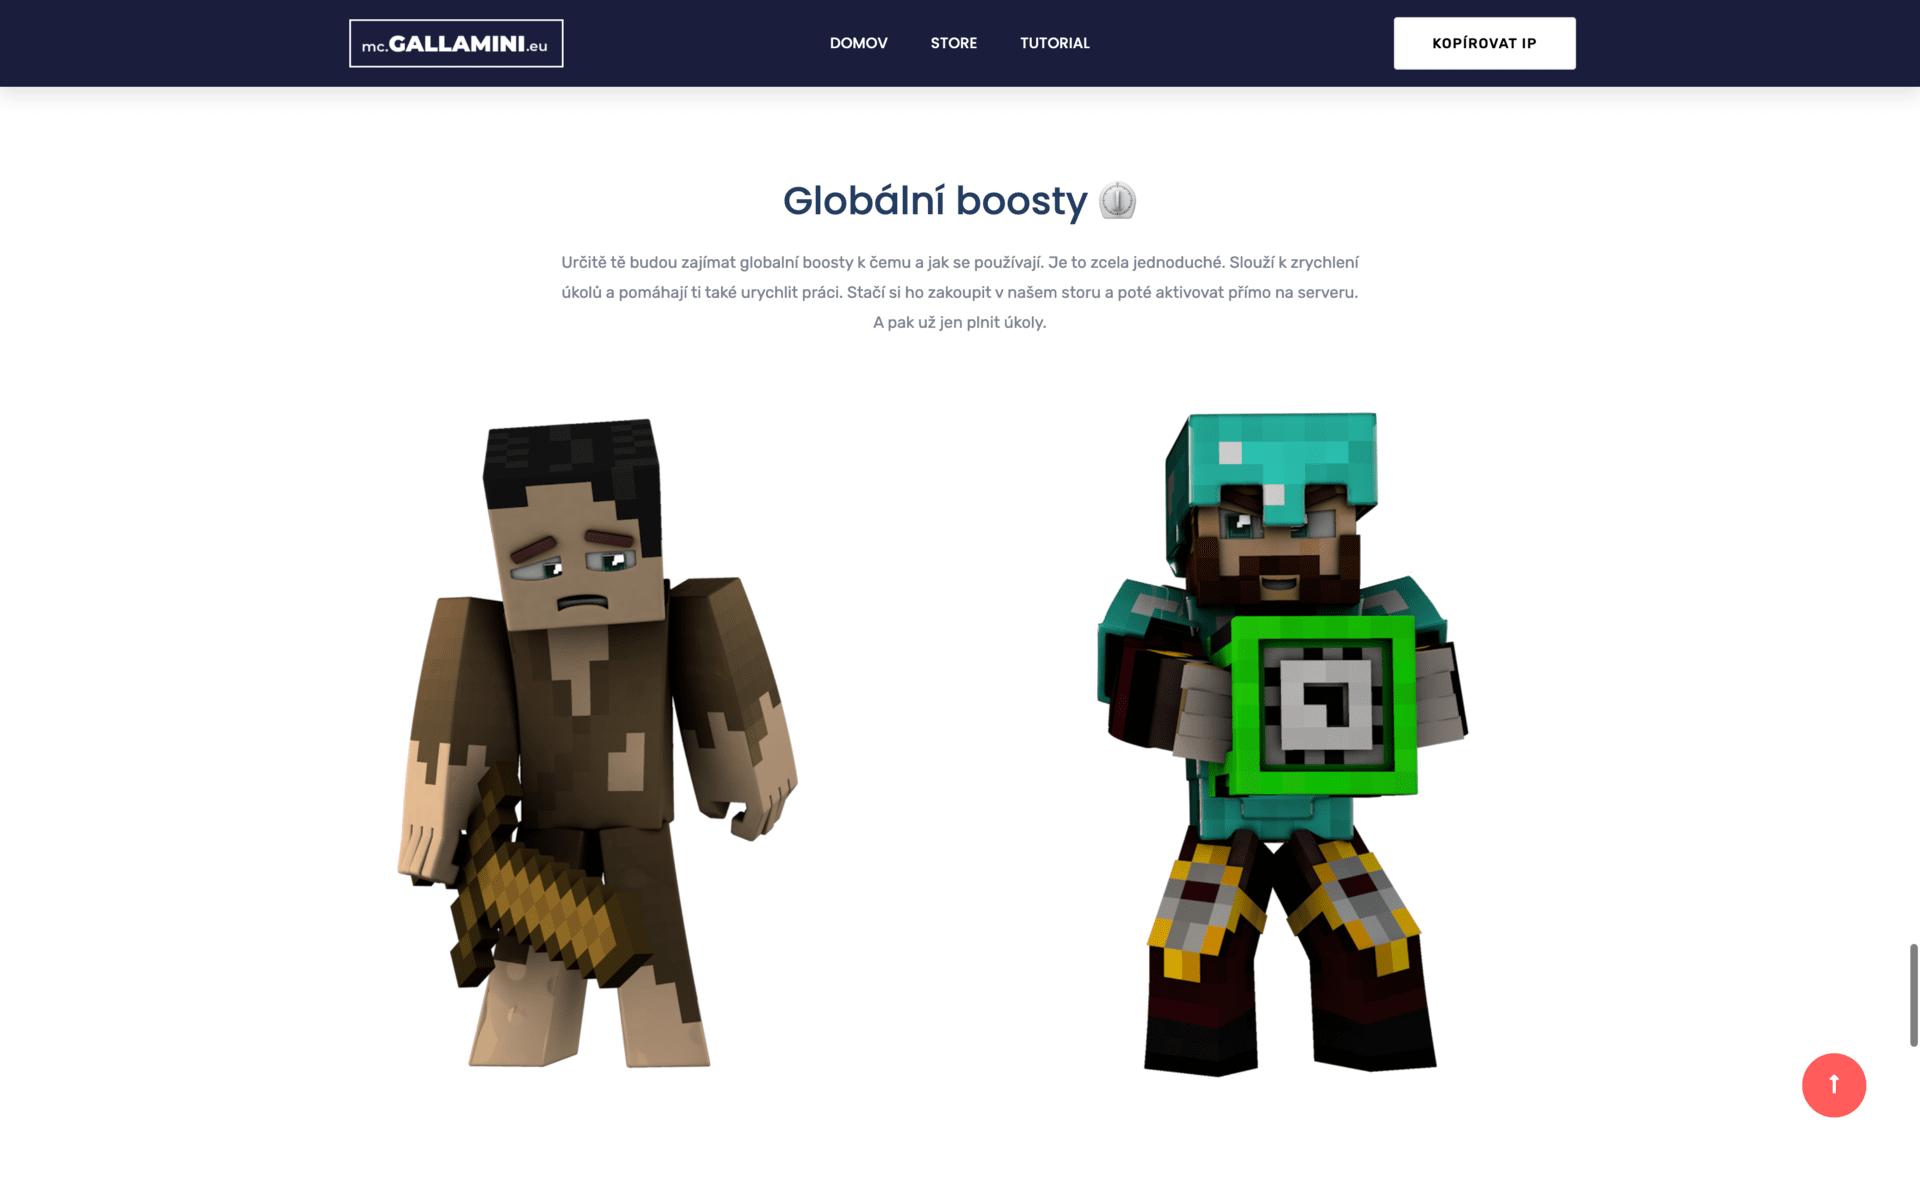 mc.GALLAMINI.eu
DOMOV
STORE
TUTORIAL
KOPÍROVAT IP
Globální boosty
Určitě tě budou zajímat globalní boosty k čemu a jak se používají. Je to zcela jednoduché. Slouží k zrychlení
úkolů a pomáhají ti také urychlit práci. Stačí si ho zakoupit v našem storu a poté aktivovat přímo na serveru.
A pak už jen plnit úkoly.